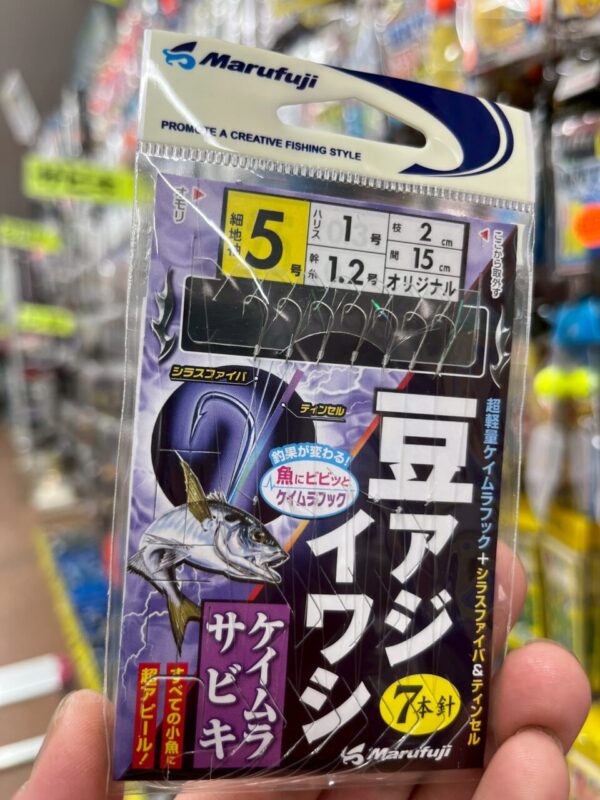 Marufuji
PROMOTE A CREATIVE FISHING STYLE
オモリ
細地袖 5号
ハリス 1号
枝 2cm
幹糸 1.2号
間 15cm
オリジナル
ここから取外す
シラスファイバ
ティンセル
釣果が変わる!
魚にビビッと
ケイムラフック
超軽量ケイムラフック+シラスファイバ&ティンセル
豆アジ
イワシ
ケイムラ
サビキ
すべての小魚に
超アピール!
7本針
Marufuji